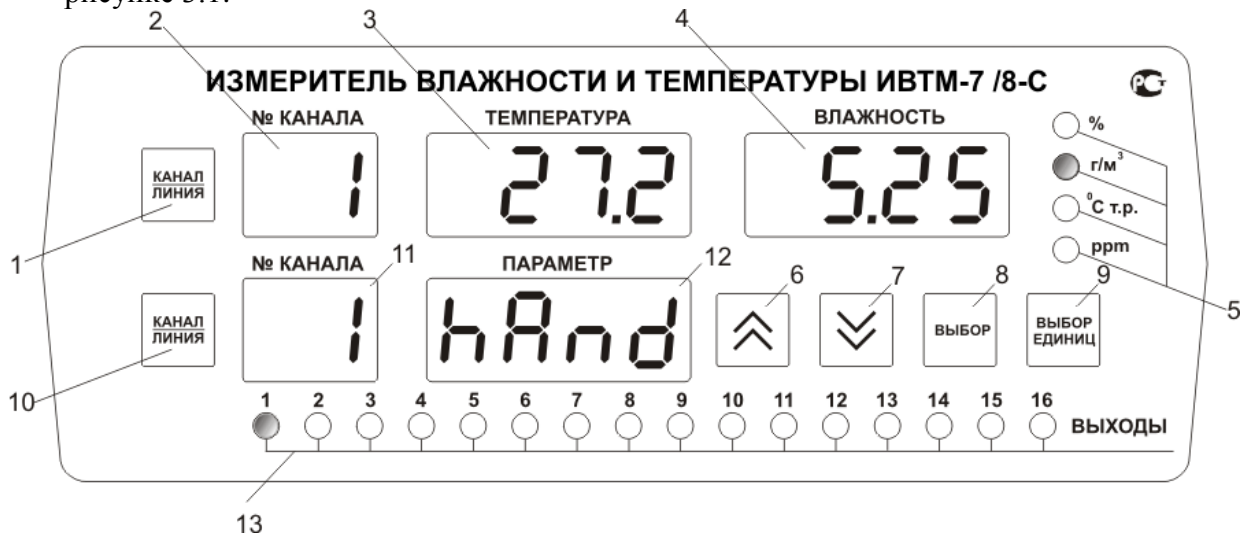 рисунке 3.1.
2 3 4
ИЗМЕРИТЕЛЬ ВЛАЖНОСТИ И ТЕМПЕРАТУРЫ ИВТМ-7 /8-С
РСТ
№ КАНАЛА ТЕМПЕРАТУРА ВЛАЖНОСТЬ
%
КАНАЛ
ЛИНИЯ
1 27.2 5.25
г/м³
⁰С т.р.
ppm
1
№ КАНАЛА 11 ПАРАМЕТР 12 6 7 8 9
5
КАНАЛ
ЛИНИЯ
1 hAnd
ВЫБОР
ВЫБОР
ЕДИНИЦ
10
1 2 3 4 5 6 7 8 9 10 11 12 13 14 15 16
ВЫХОДЫ
13